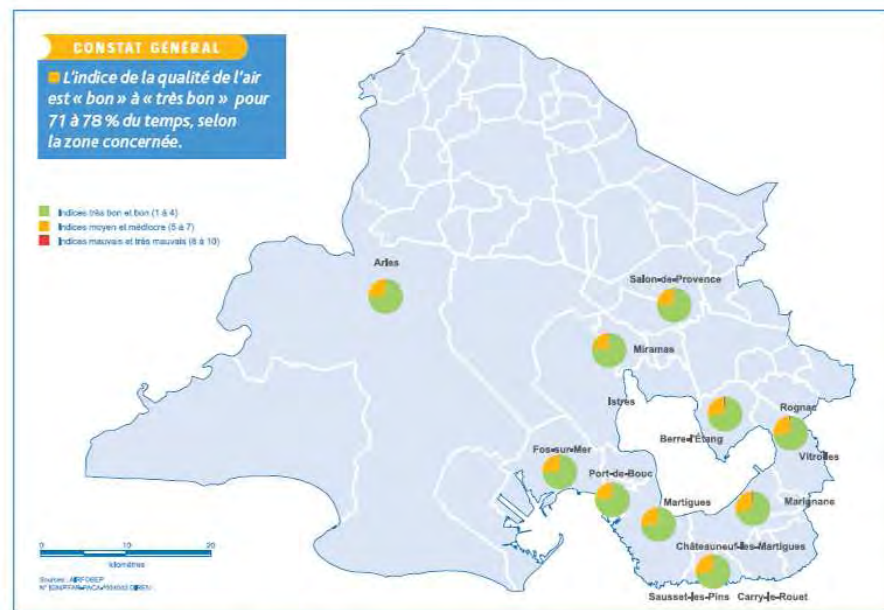 CONSTAT GÉNÉRAL
L'indice de la qualité de l'air
est « bon » à « très bon » pour
71 à 78 % du temps, selon
la zone concernée.
Indices très bon et bon (1 à 4)
Indices moyen et médiocre (5 à 7)
Indices mauvais et très mauvais (8 à 10)
Arles
Salon-de-Provence
Miramas
Istres
Rognac
Berre-l'Étang
Vitrolles
Fos-sur-Mer
Port-de-Bouc
Martigues
Marignane
Châteauneuf-les-Martigues
Sausset-les-Pins
Carry-le-Rouet
0 10 20
kilomètres
Sources : AIRFOBEP